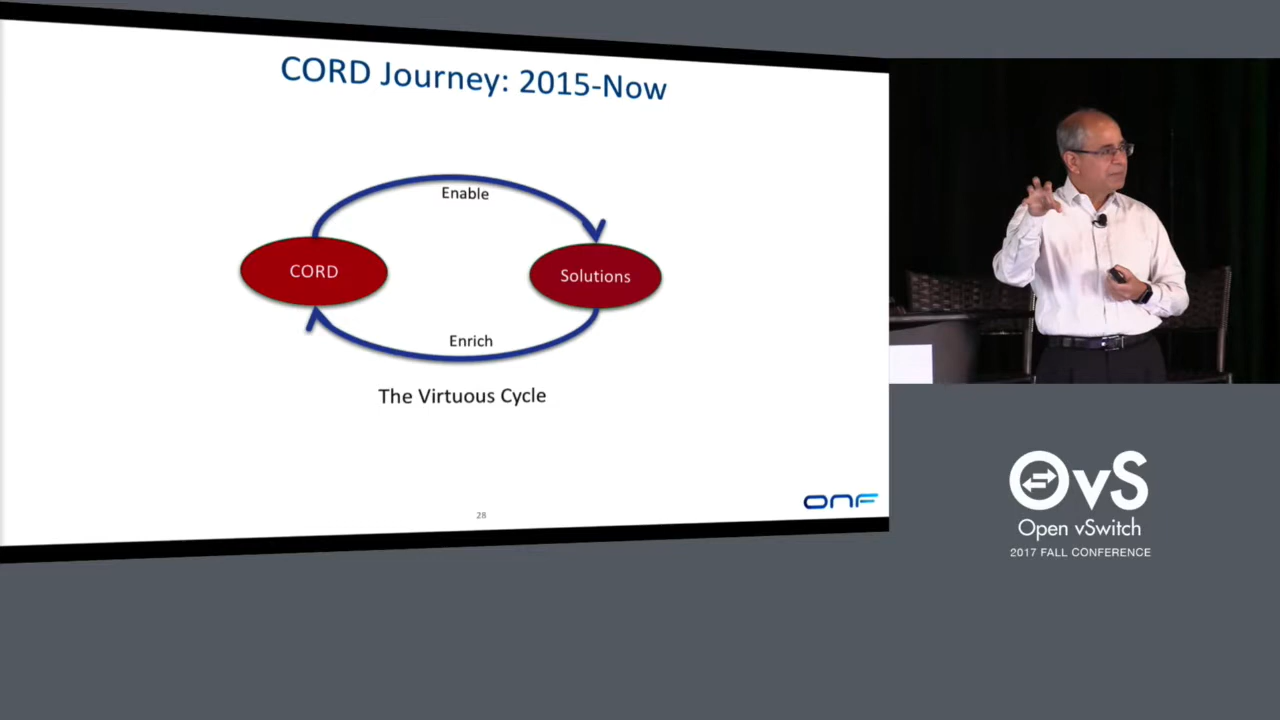 CORD Journey: 2015-Now
Enable
CORD
Solutions
Enrich
The Virtuous Cycle
28
ONF
OvS
Open vSwitch
2017 FALL CONFERENCE